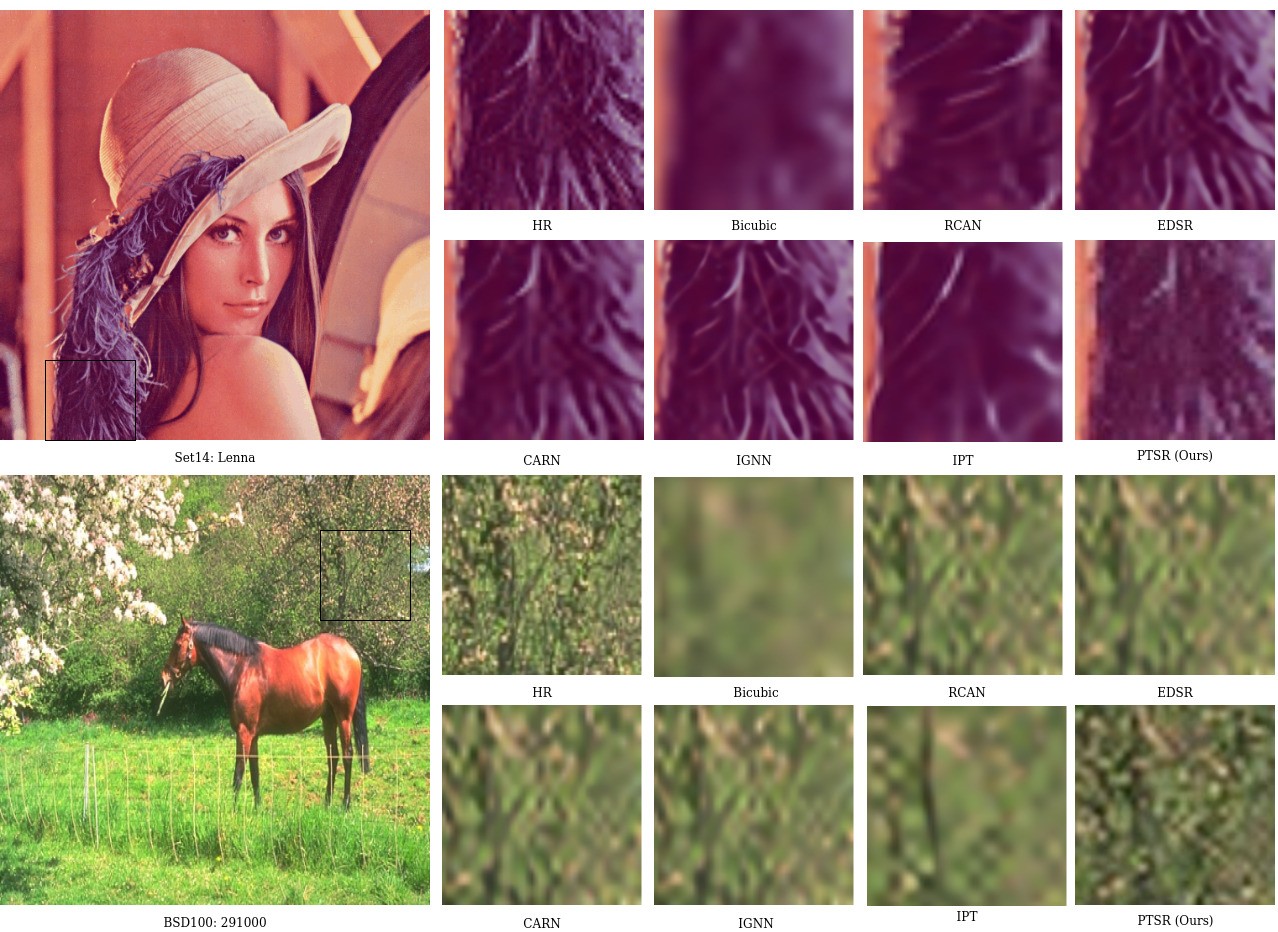 HR
Bicubic
RCAN
EDSR
CARN
IGNN
IPT
PTSR (Ours)
Set14: Lenna
HR
Bicubic
RCAN
EDSR
CARN
IGNN
IPT
PTSR (Ours)
BSD100: 291000